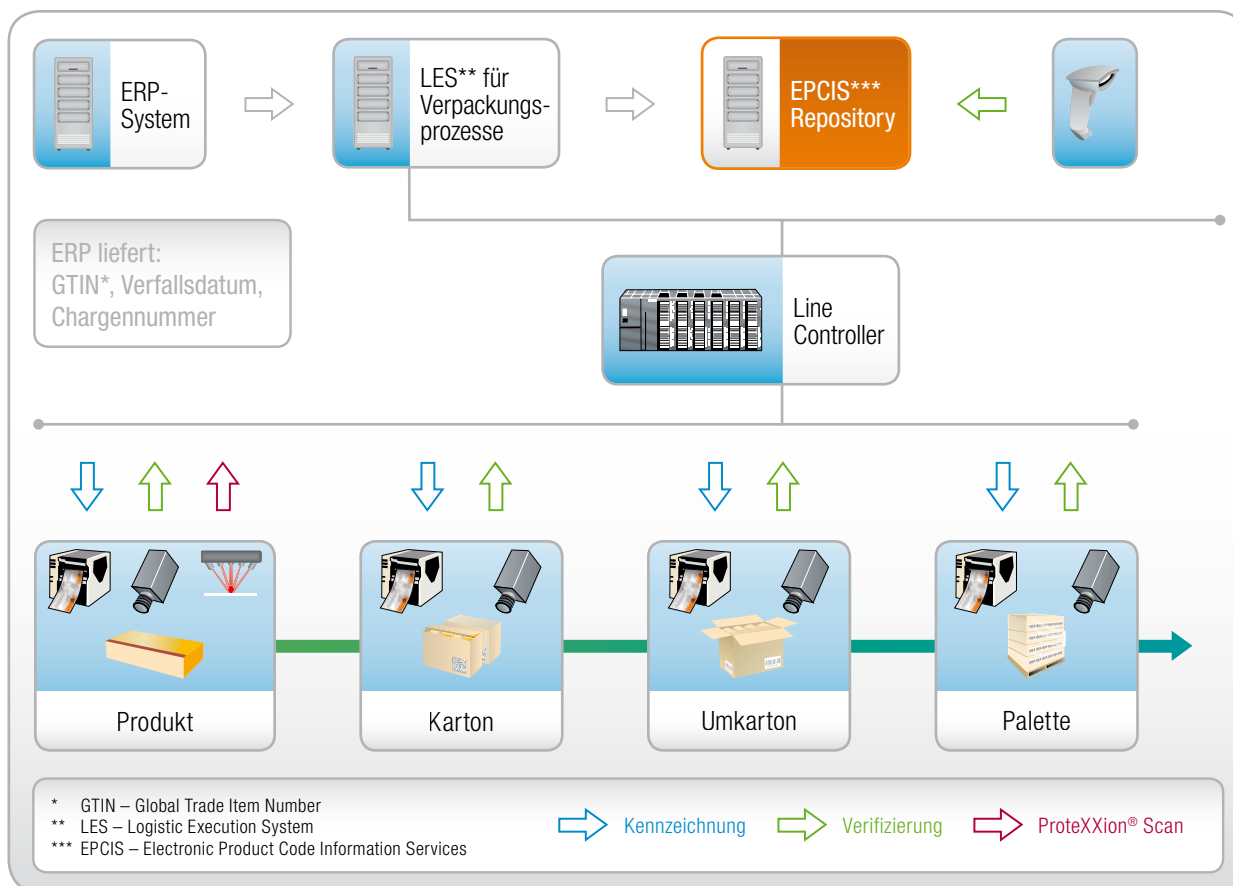 ERP-
System
LES** für
Verpackungs-
prozesse
EPCIS***
Repository
ERP liefert:
GTIN*, Verfallsdatum,
Chargennummer
Line
Controller
Produkt
Karton
Umkarton
Palette
* GTIN – Global Trade Item Number
** LES – Logistic Execution System
*** EPCIS – Electronic Product Code Information Services
Kennzeichnung
Verifizierung
ProteXXion® Scan